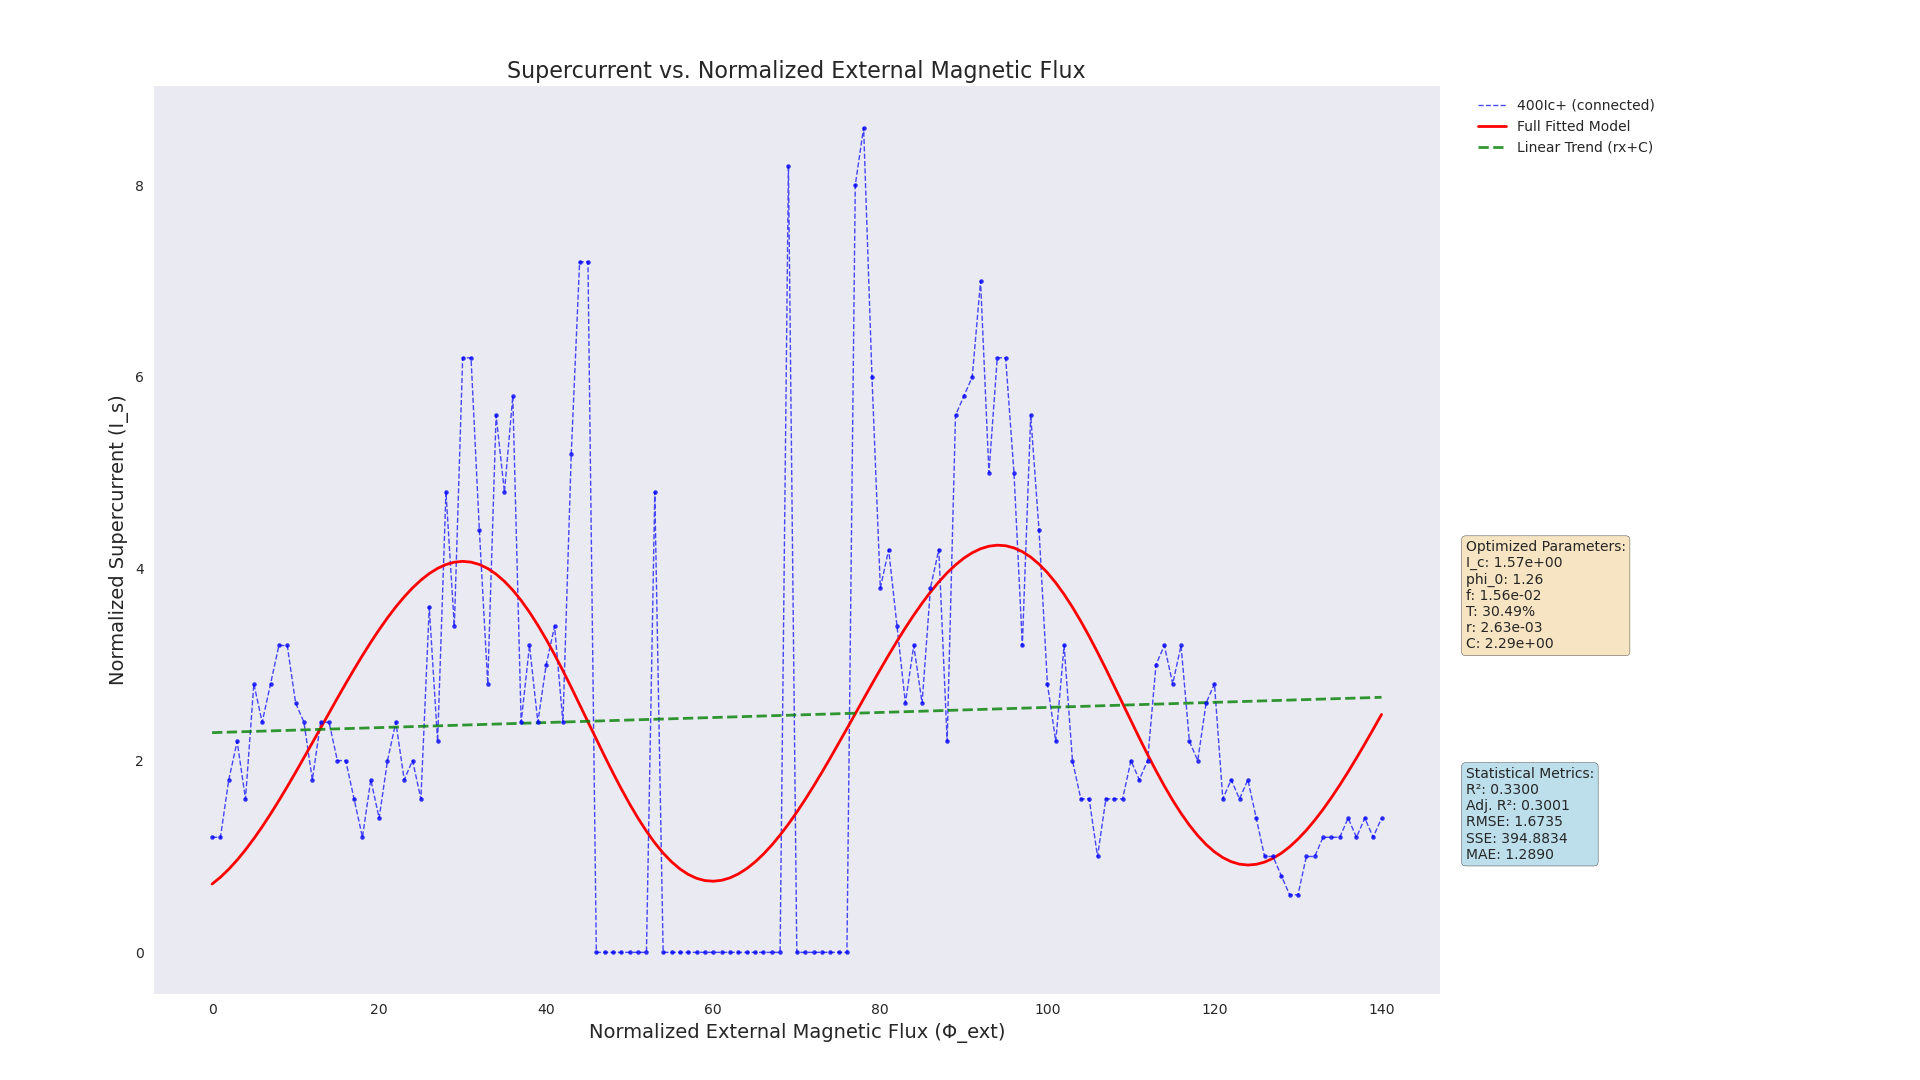 Supercurrent vs. Normalized External Magnetic Flux
400Ic+ (connected)
Full Fitted Model
Linear Trend (rx+C)
Normalized Supercurrent (I_s)
8
6
4
2
0
0 20 40 60 80 100 120 140
Normalized External Magnetic Flux (Φ_ext)
Optimized Parameters:
I_c: 1.57e+00
phi_0: 1.26
f: 1.56e-02
T: 30.49%
r: 2.63e-03
C: 2.29e+00
Statistical Metrics:
R²: 0.3300
Adj. R²: 0.3001
RMSE: 1.6735
SSE: 394.8834
MAE: 1.2890